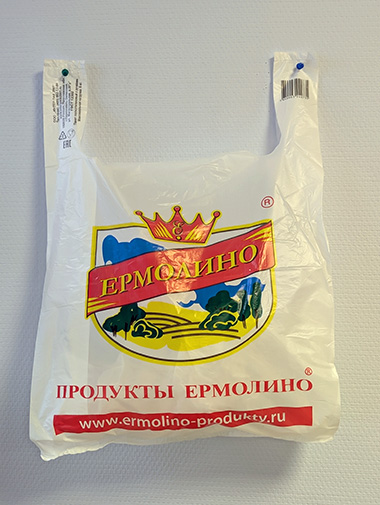 ®
ЕРМОЛИНО
ПРОДУКТЫ ЕРМОЛИНО®
www.ermolino-produkty.ru